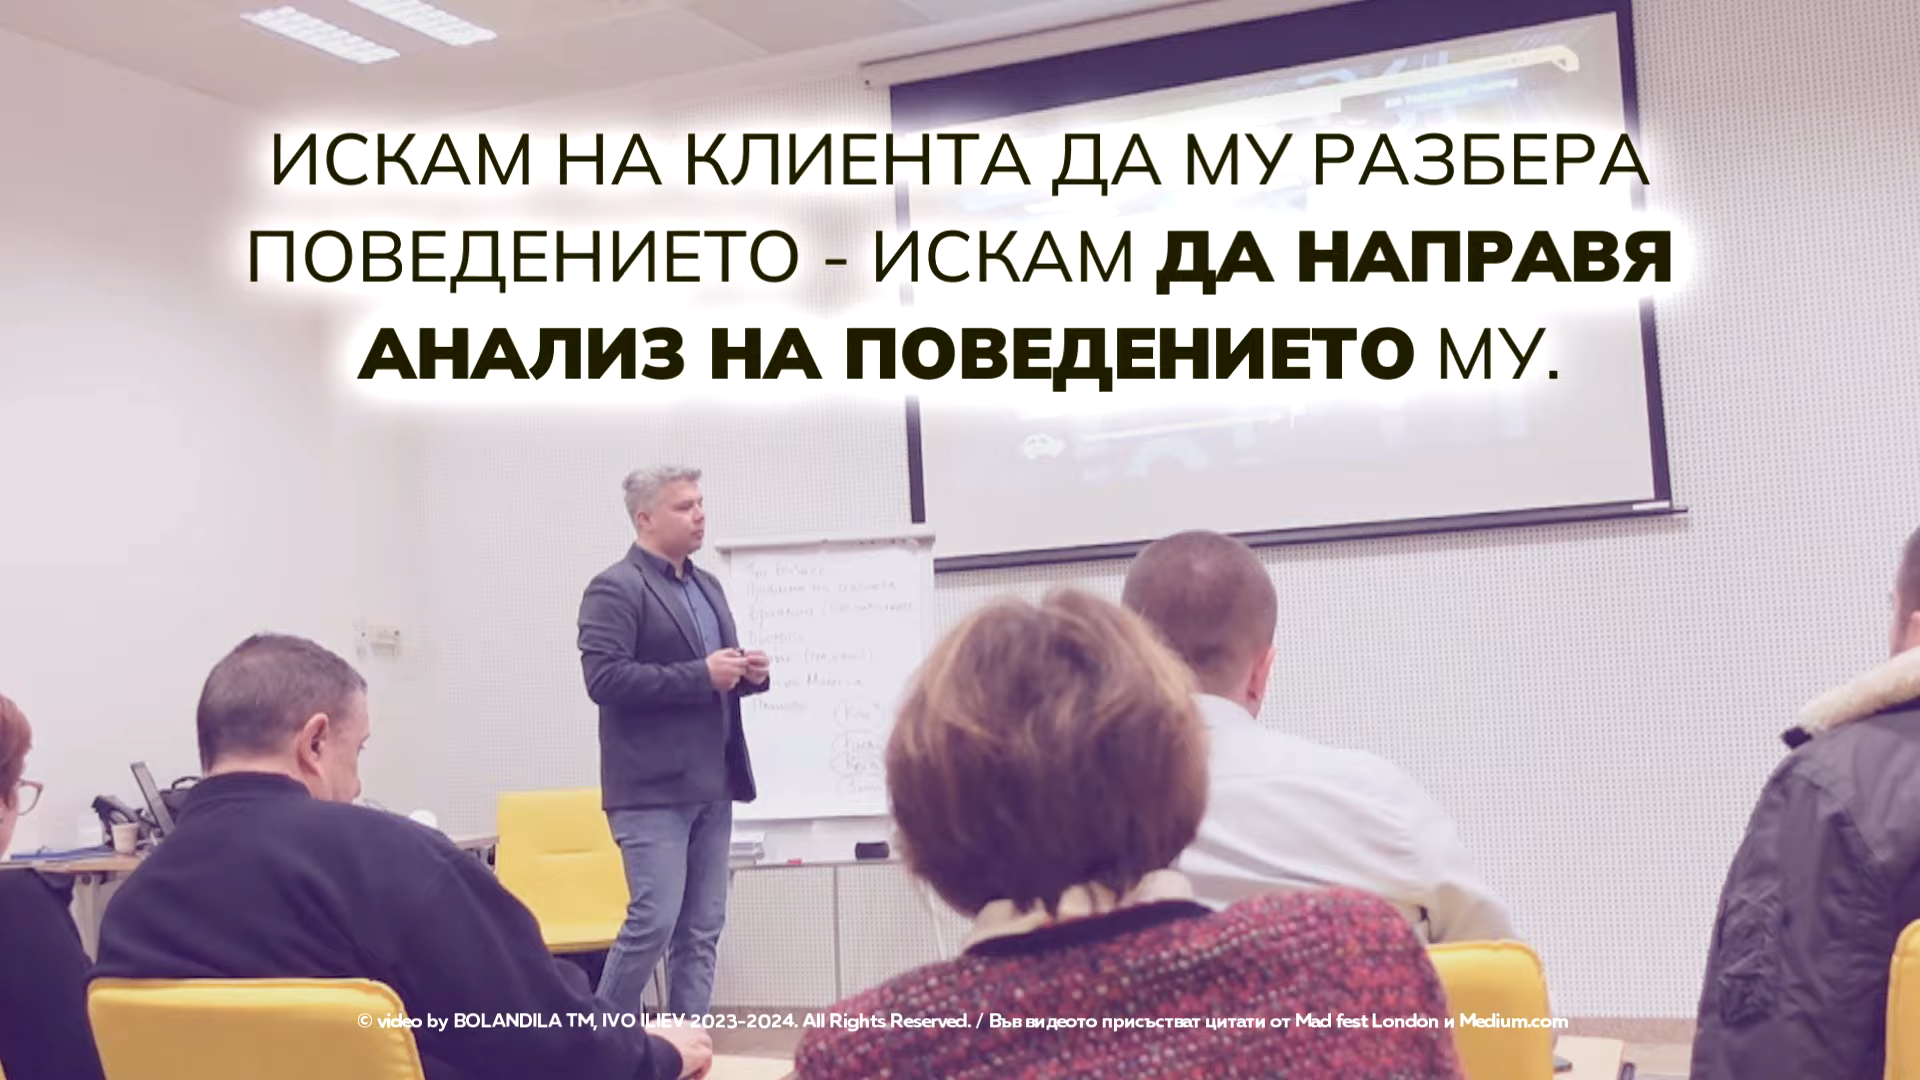 ИСКАМ НА КЛИЕНТА ДА МУ РАЗБЕРА
ПОВЕДЕНИЕТО - ИСКАМ ДА НАПРАВЯ
АНАЛИЗ НА ПОВЕДЕНИЕТО МУ.
© video by BOLANDILA TM, IVO ILIEV 2023-2024. All Rights Reserved. / Във видеото присъстват цитати от Mad fest London и Medium.com